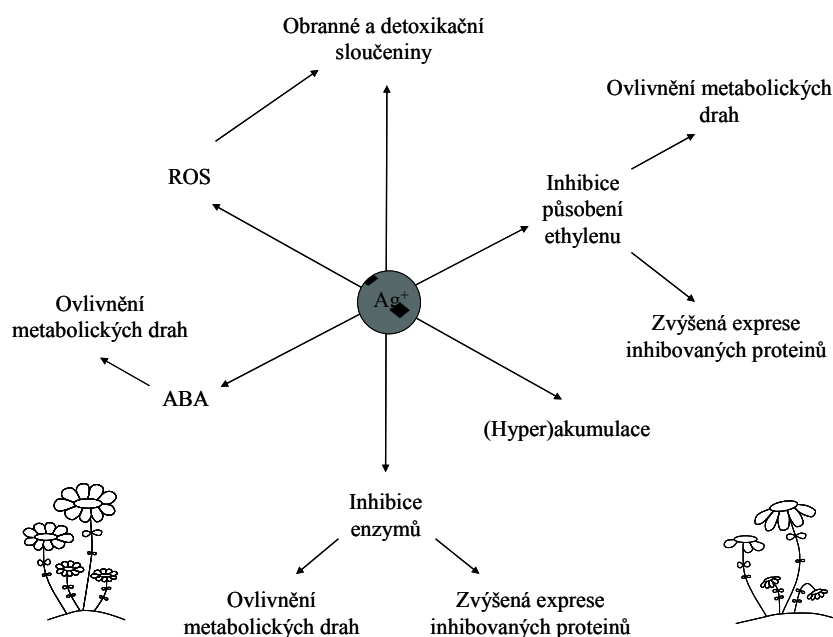 Obranné a detoxikační
sloučeniny
Ovlivnění metabolických
drah
ROS
Inhibice
působení
ethylenu
Ag+
Ovlivnění
metabolických drah
Zvýšená exprese
inhibovaných proteinů
ABA
(Hyper)akumulace
Inhibice
enzymů
Ovlivnění
metabolických drah
Zvýšená exprese
inhibovaných proteinů